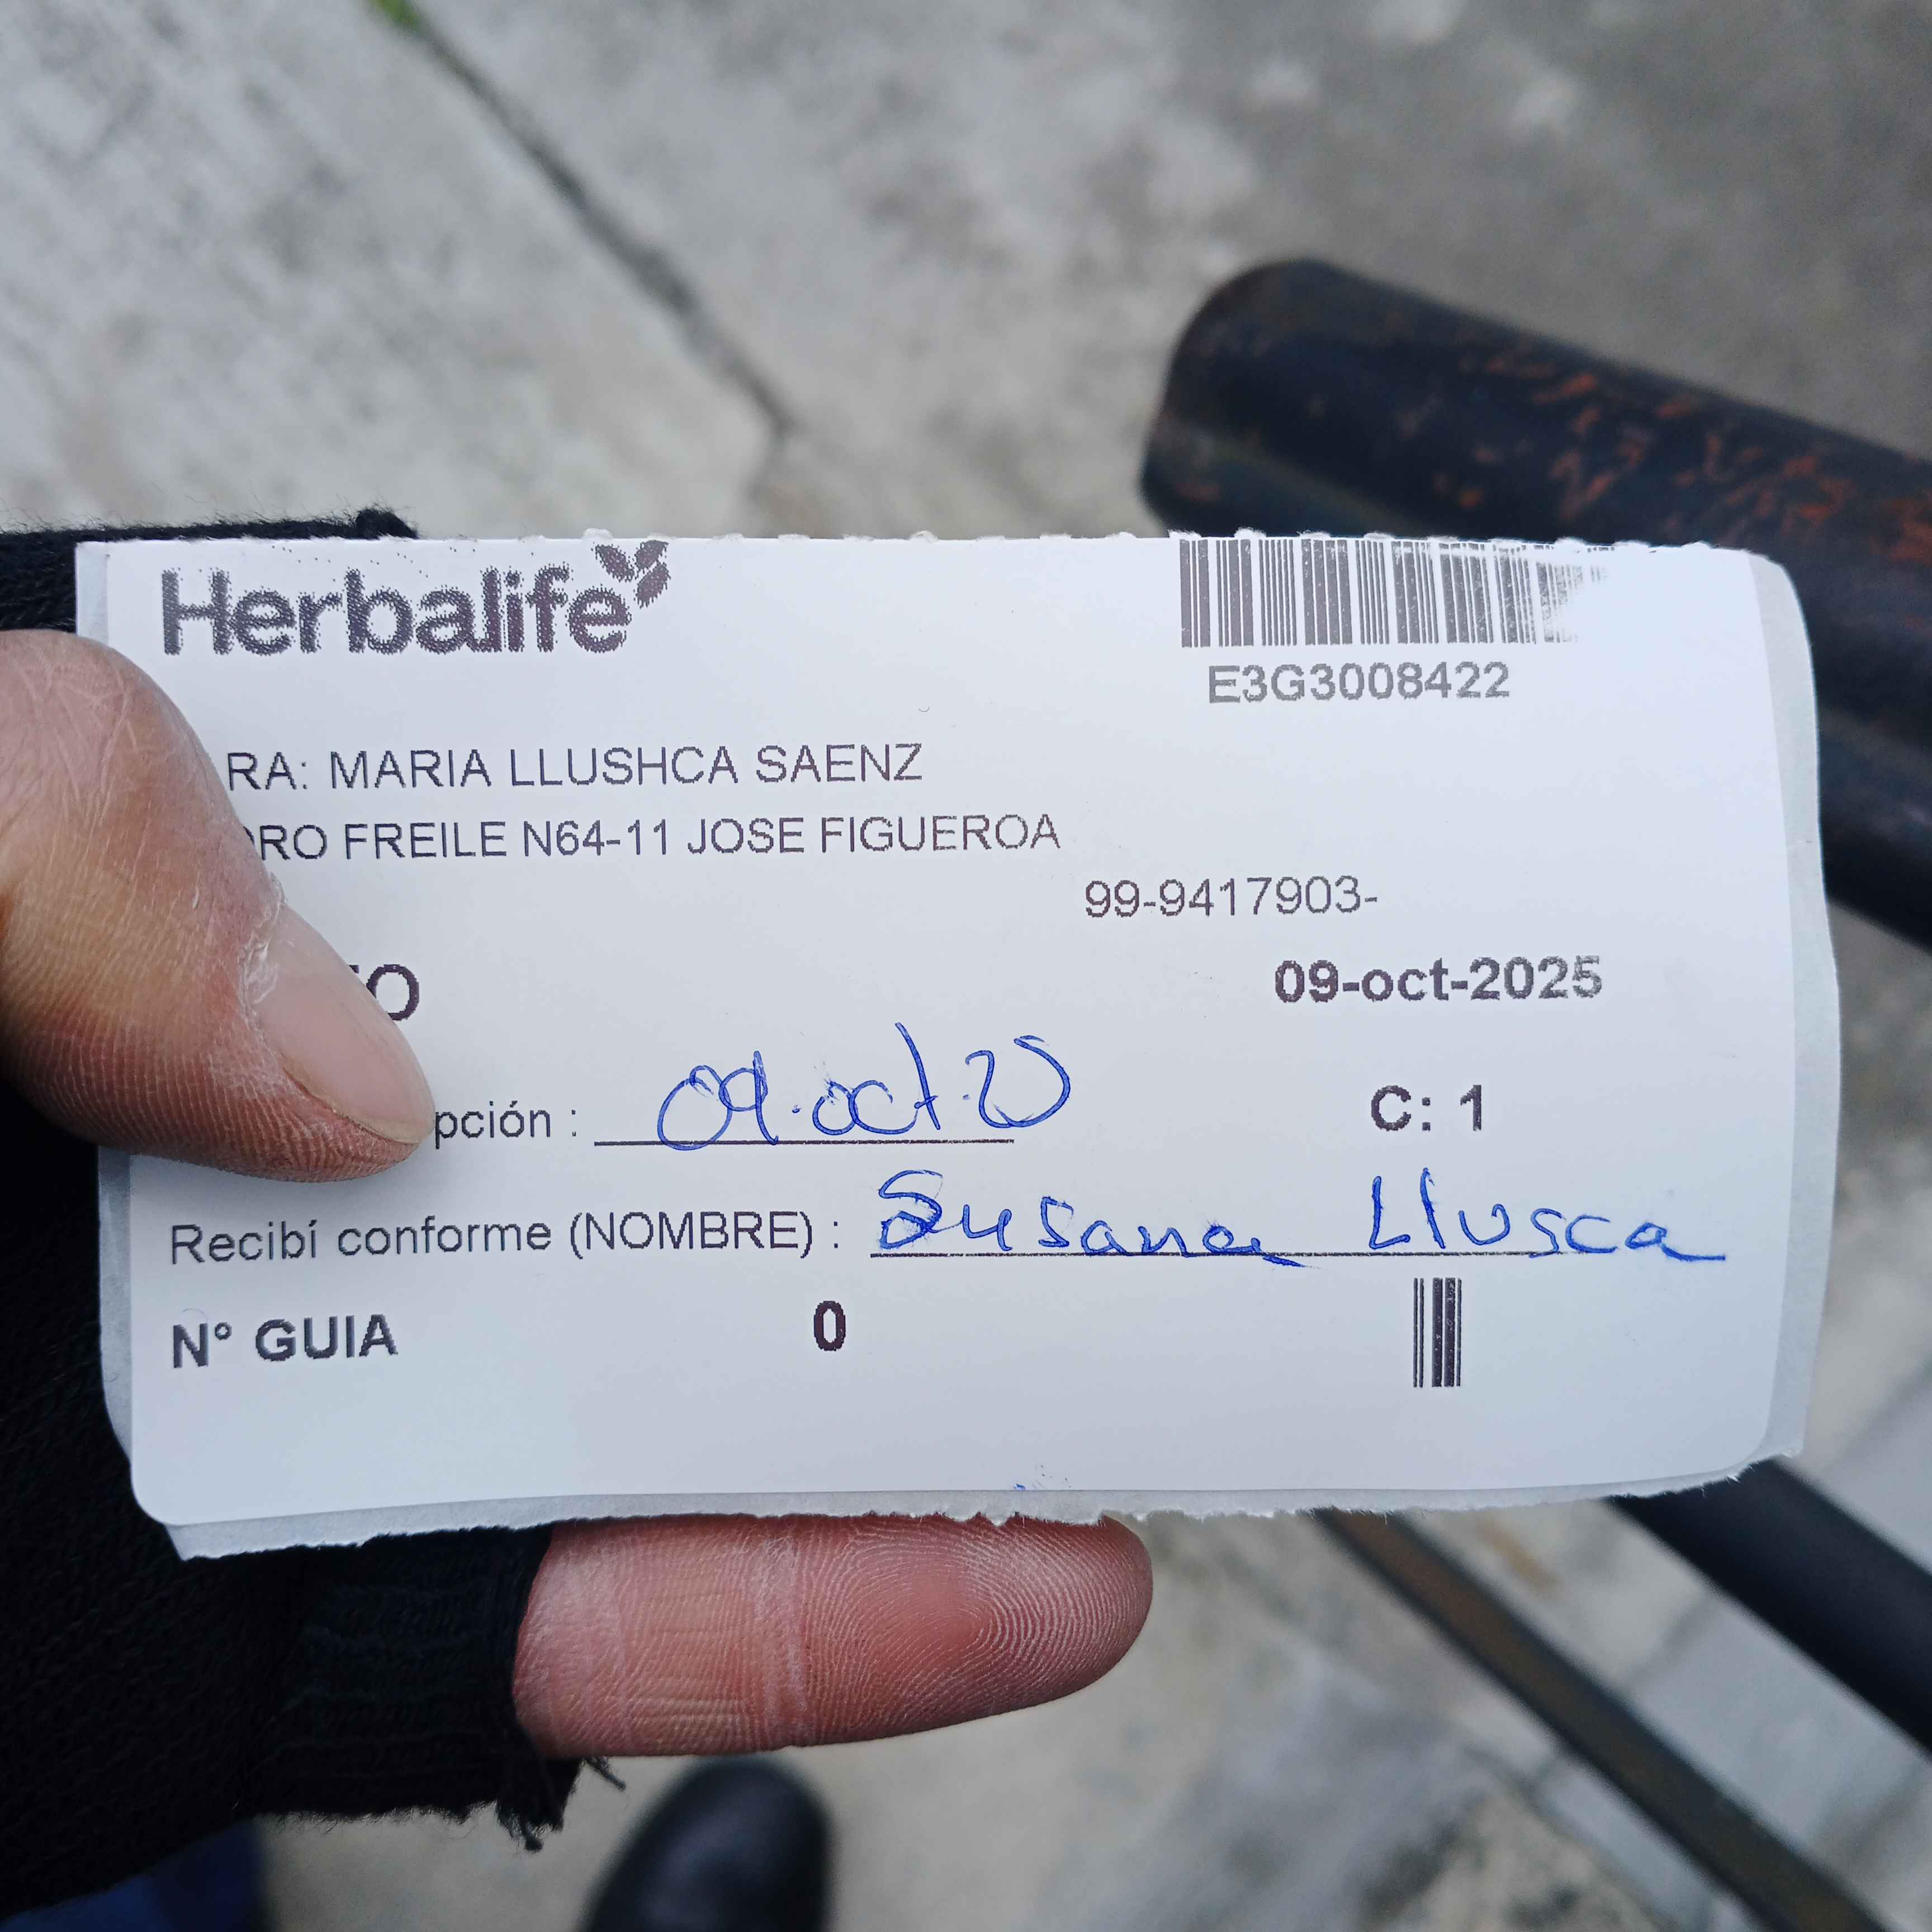 Herbalife
E3G3008422
RA: MARIA LLUSHCA SAENZ
RO FREILE N64-11 JOSE FIGUEROA
99-9417903-
O 09-oct-2025
pción : 09.oct.25 C: 1
Recibí conforme (NOMBRE) : Susana Llusca
N° GUIA 0